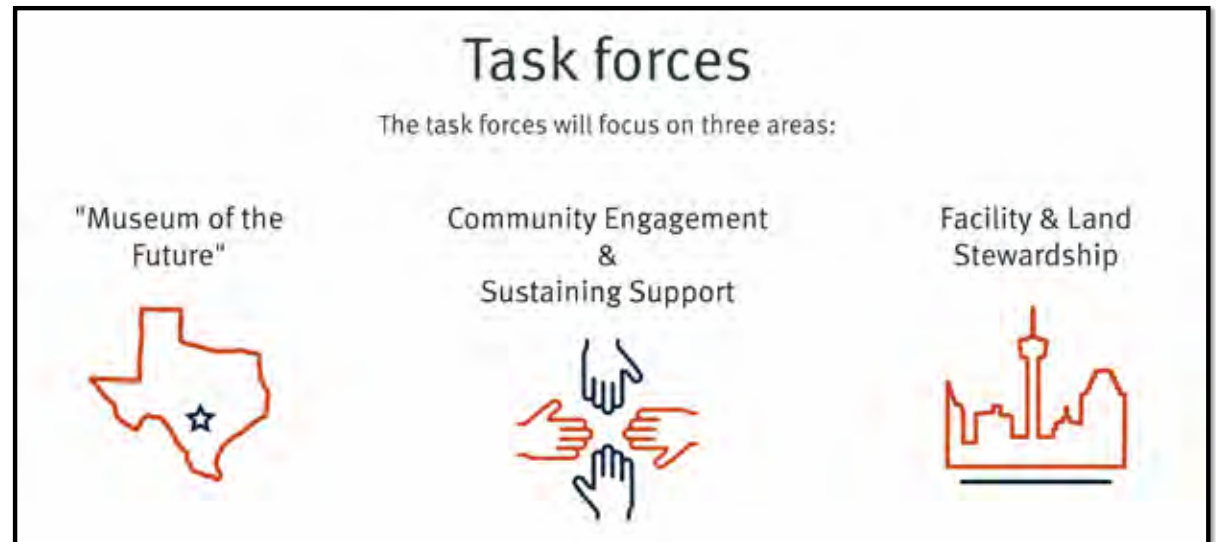 Task forces
The task forces will focus on three areas:
"Museum of the
Future"
Community Engagement
&
Sustaining Support
Facility & Land
Stewardship